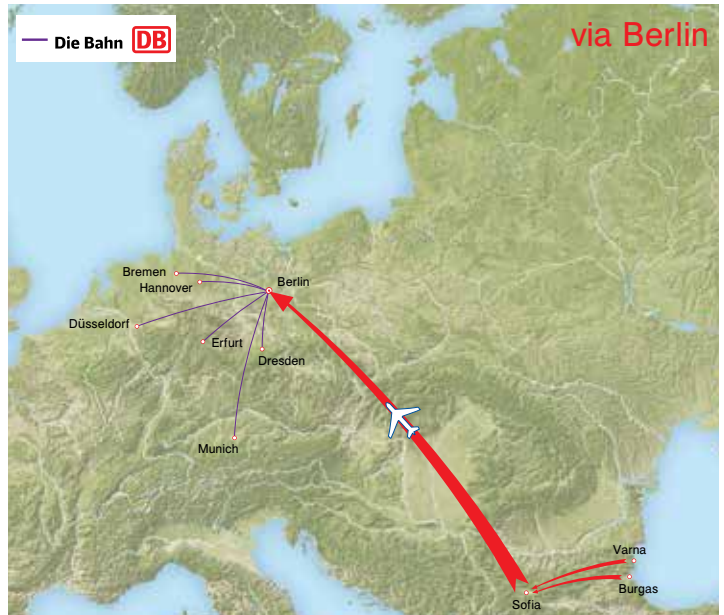 Die Bahn DB
via Berlin
Bremen
Hannover
Berlin
Düsseldorf
Erfurt
Dresden
Munich
Varna
Burgas
Sofia